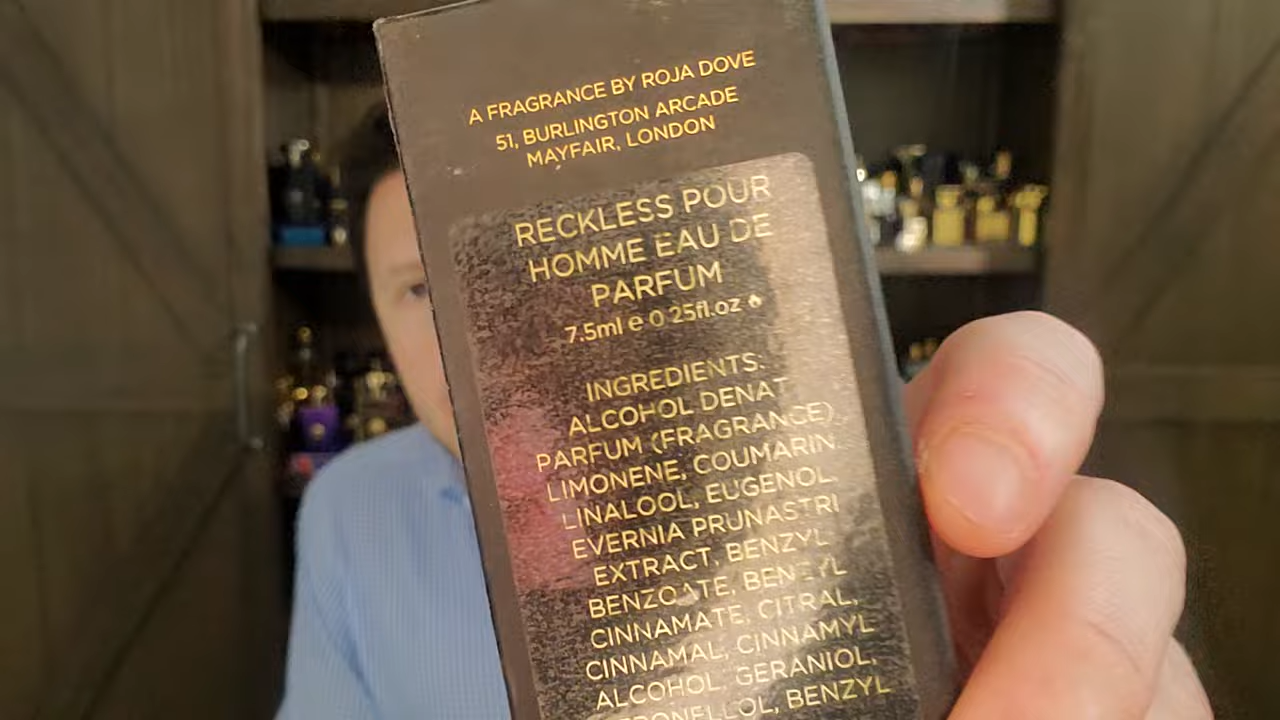 A FRAGRANCE BY ROJA DOVE
51, BURLINGTON ARCADE
MAYFAIR, LONDON
RECKLESS POUR
HOMME EAU DE
PARFUM
7.5ml e 0 25fl.oz
INGREDIENTS:
ALCOHOL DENAT
PARFUM (FRAGRANCE)
LIMONENE, COUMARIN.
LINALOOL, EUGENOL
EVERNIA PRUNASTRI
EXTRACT, BENZYL
BENZOATE, BENZYL
CINNAMATE, CITRAL,
CINNAMAL, CINNAMYL
ALCOHOL, GERANIOL,
BENZYL